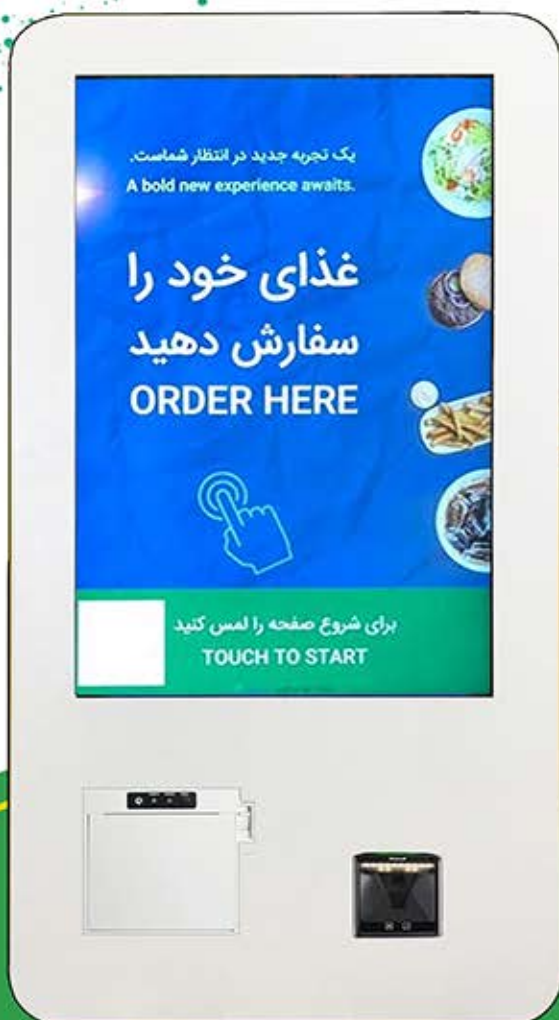 یک تجربه جدید در انتظار شماست.
A bold new experience awaits.
غذای خود را
سفارش دهید
ORDER HERE
برای شروع صفحه را لمس کنید
TOUCH TO START